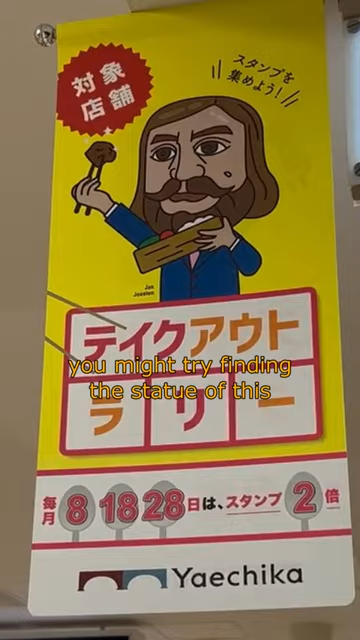 対象
店舗
スタンプを
集めよう!
Jan
Joosten
テイクアウト
ラリー
you might try finding
the statue of this
毎月 8 18 28 日は、スタンプ 2 倍
Yaechika